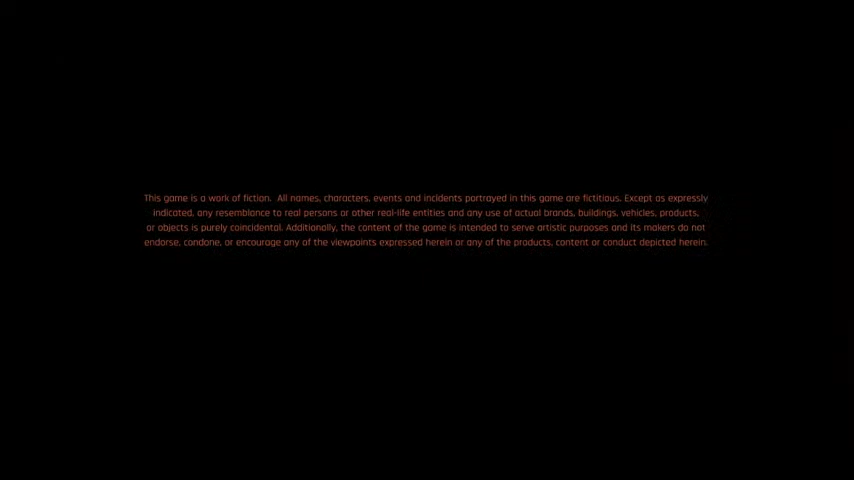 This game is a work of fiction.  All names, characters, events and incidents portrayed in this game are fictitious. Except as expressly
indicated, any resemblance to real persons or other real-life entities and any use of actual brands, buildings, vehicles, products,
or objects is purely coincidental. Additionally, the content of the game is intended to serve artistic purposes and its makers do not
endorse, condone, or encourage any of the viewpoints expressed herein or any of the products, content or conduct depicted herein.